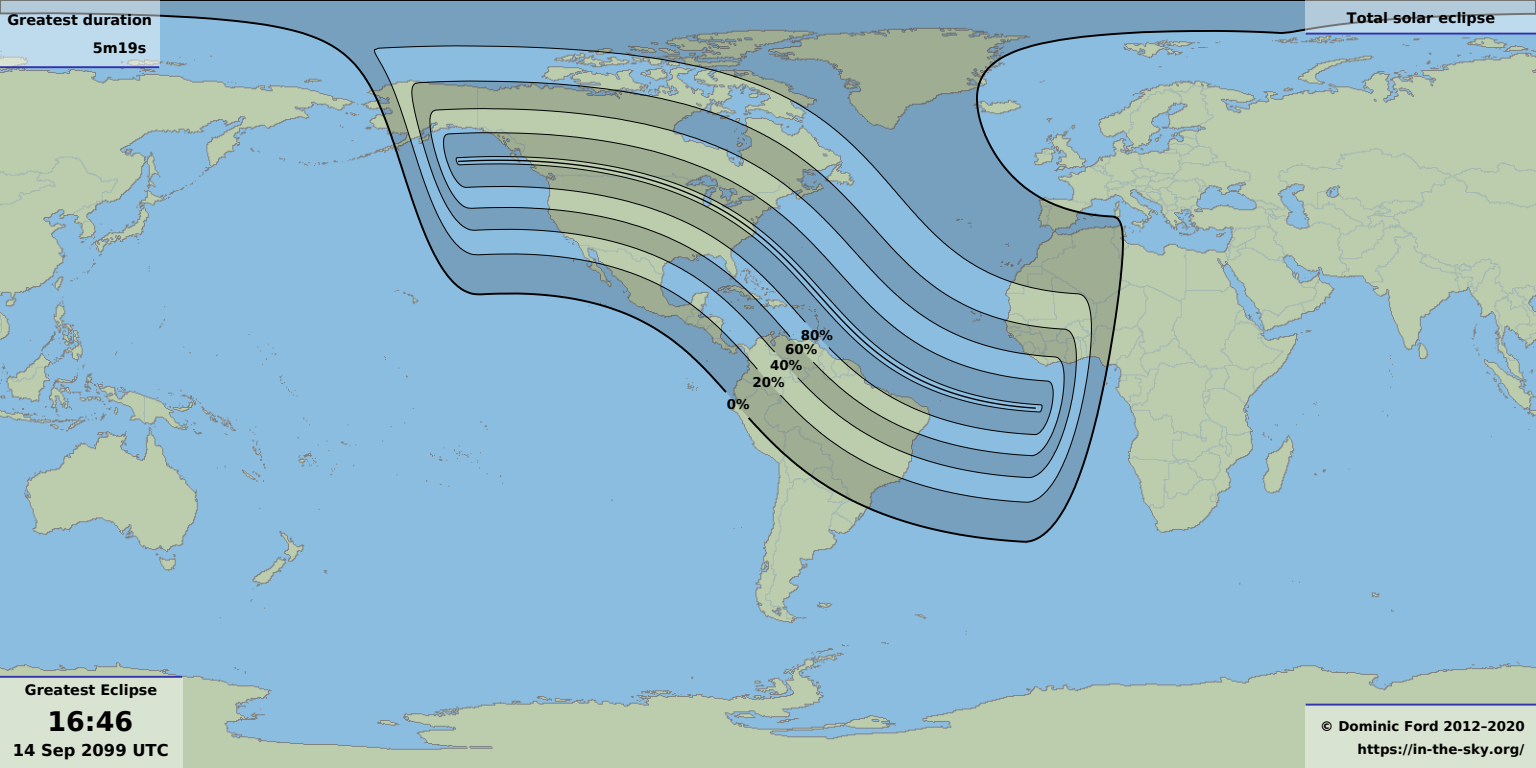 Greatest duration
5m19s
Total solar eclipse
80%
60%
40%
20%
0%
Greatest Eclipse
16:46
14 Sep 2099 UTC
© Dominic Ford 2012–2020
https://in-the-sky.org/